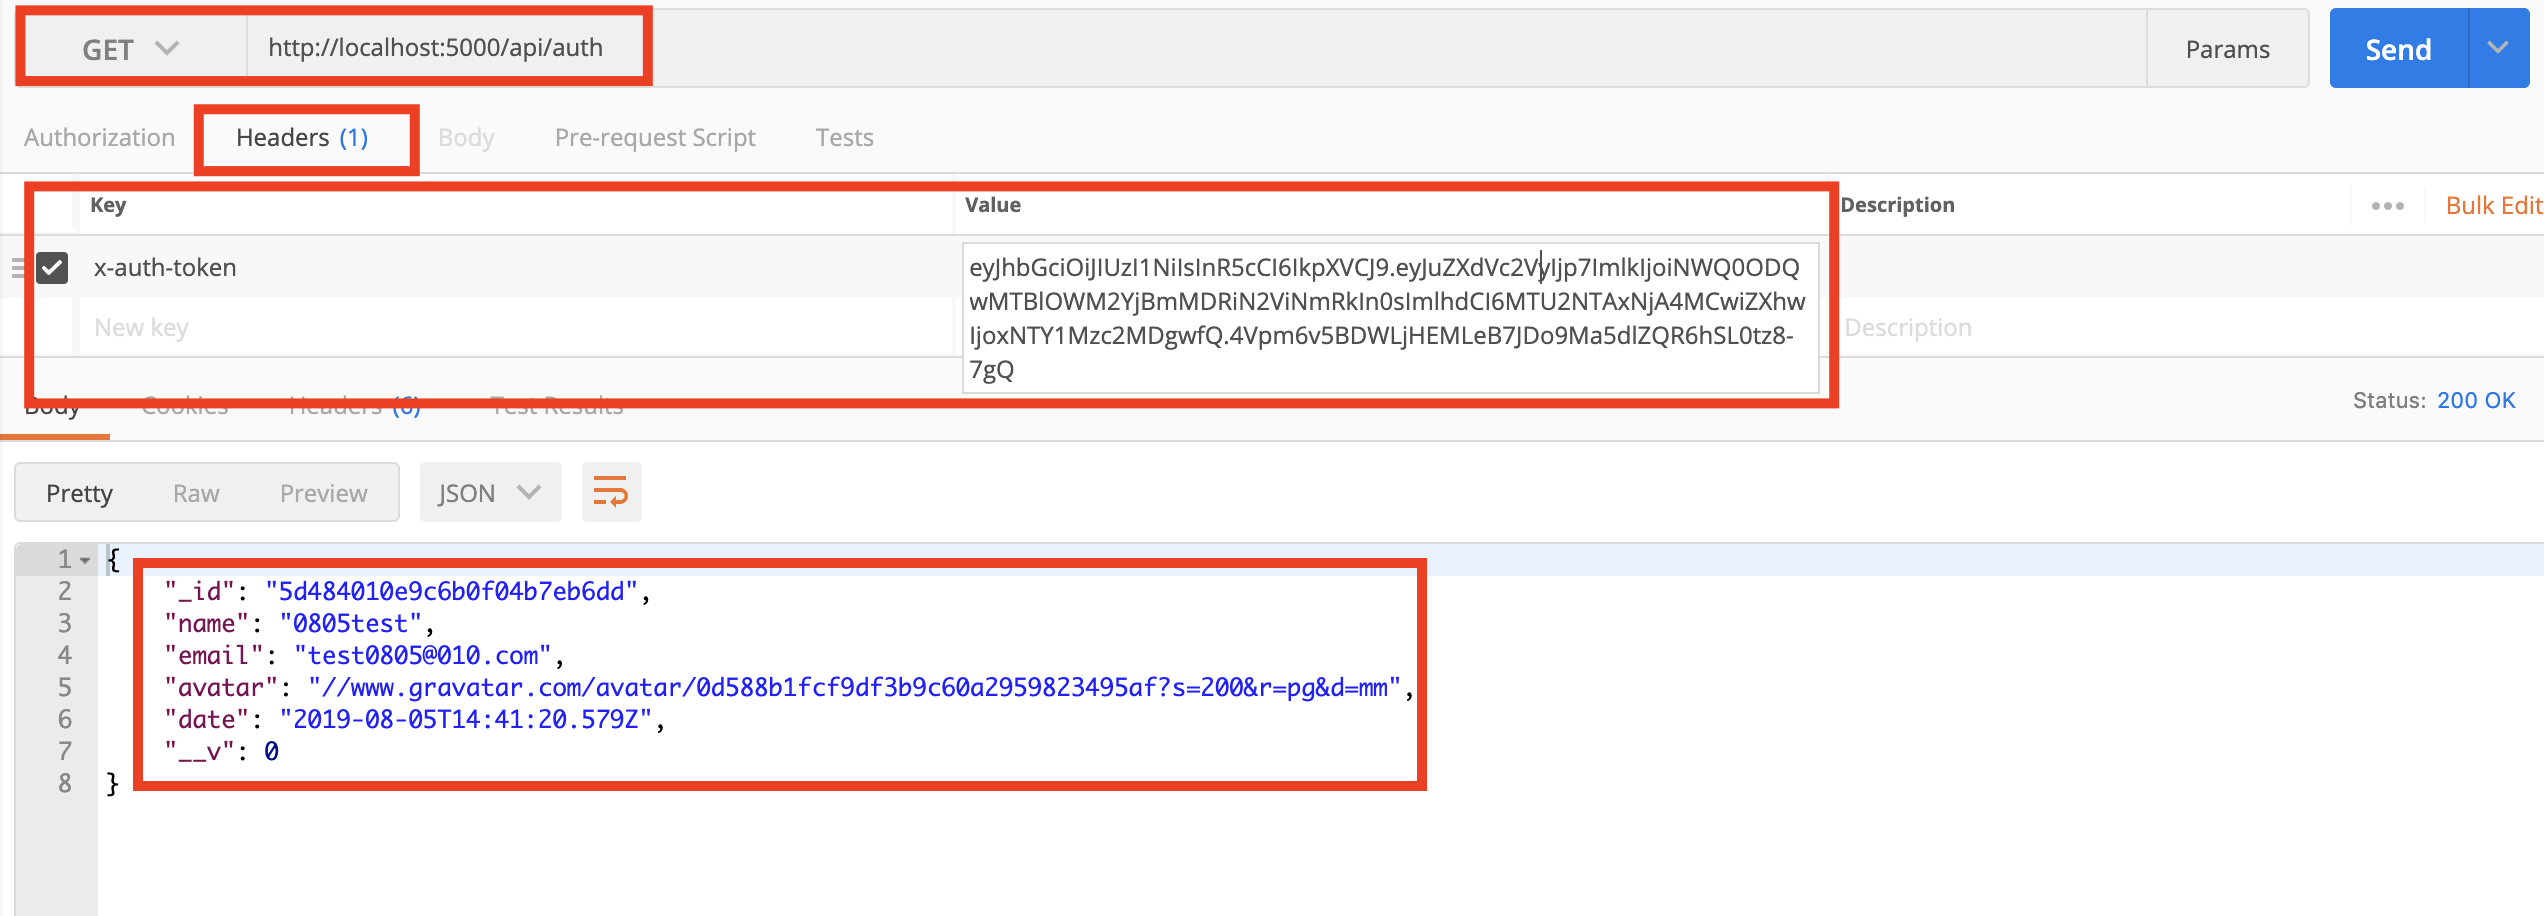 GET http://localhost:5000/api/auth Params Send
Authorization Headers (1) Body Pre-request Script Tests
Key Value Description Bulk Edit
x-auth-token
eyJhbGciOiJIUzI1NiIsInR5cCI6IkpXVCJ9.eyJuZXdVc2VyIjp7ImlkIjoiNWQ0ODQ
wMTBlOWM2YjBmMDRiN2ViNmRkIn0sImlhdCI6MTU2NTAxNjA4MCwiZXhw
IjoxNTY1Mzc2MDgwfQ.4Vpm6v5BDWLjHEMLeB7JDo9Ma5dlZQR6hSL0tz8-
7gQ
New key Description
Body Cookies Headers (6) Test Results Status: 200 OK
Pretty Raw Preview JSON
1 {
2 "_id": "5d484010e9c6b0f04b7eb6dd",
3 "name": "0805test",
4 "email": "test0805@010.com",
5 "avatar": "//www.gravatar.com/avatar/0d588b1fcf9df3b9c60a2959823495af?s=200&r=pg&d=mm",
6 "date": "2019-08-05T14:41:20.579Z",
7 "__v": 0
8 }